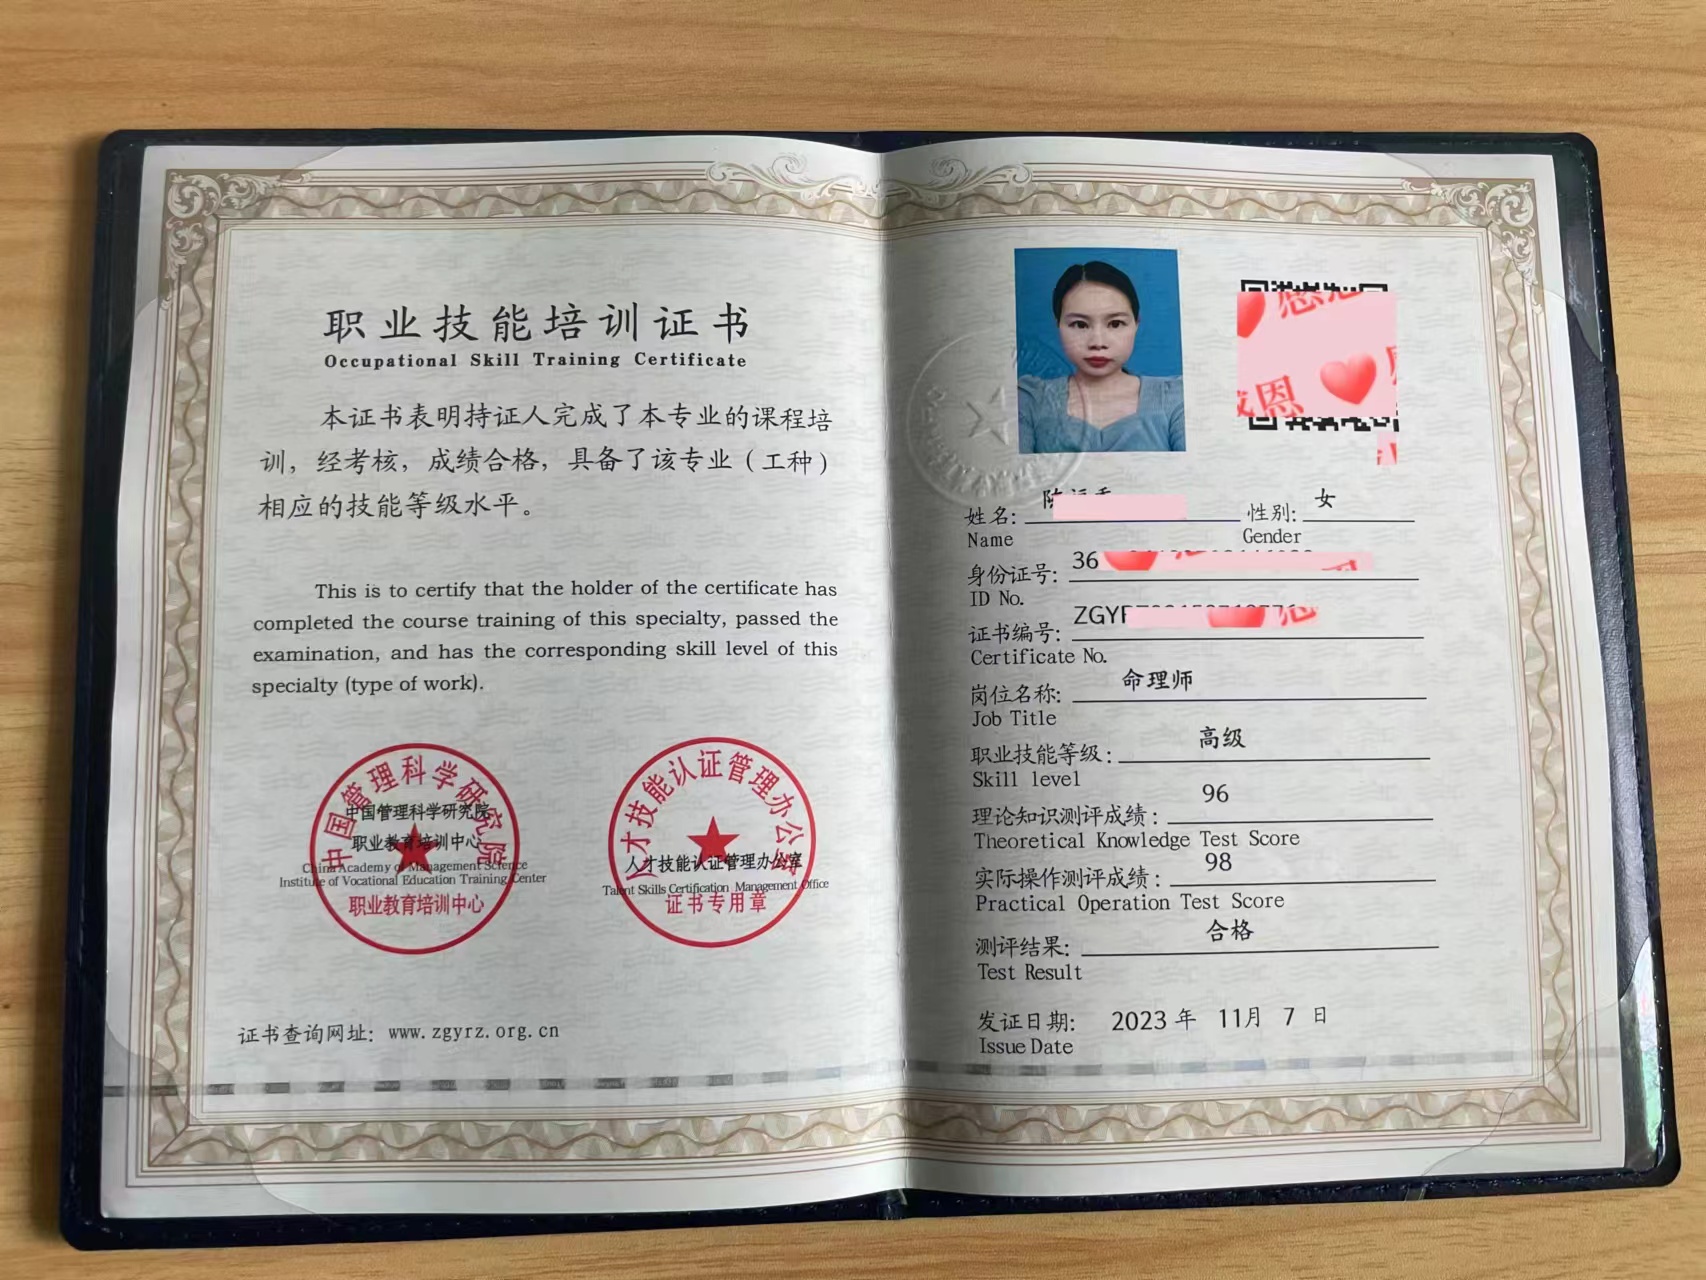 职业技能培训证书
Occupational Skill Training Certificate
本证书表明持证人完成了本专业的课程培
训，经考核，成绩合格，具备了该专业（工种）
相应的技能等级水平。
This is to certify that the holder of the certificate has
completed the course training of this specialty, passed the
examination, and has the corresponding skill level of this
specialty (type of work).
中国管理科学研究院
中国管理科学研究院
职业教育培训中心
China Academy of Management Science
Institute of Vocational Education Training Center
职业教育培训中心
人才技能认证管理办公室
人才技能认证管理办公室
Talent Skills Certification Management Office
证书专用章
证书查询网址：www.zgyrz.org.cn
感恩
姓名: 陈 性别: 女
Name Gender
身份证号: 36
ID No.
证书编号: ZGYR
Certificate No.
岗位名称: 命理师
Job Title
职业技能等级: 高级
Skill level
理论知识测评成绩: 96
Theoretical Knowledge Test Score
实际操作测评成绩: 98
Practical Operation Test Score
测评结果: 合格
Test Result
发证日期: 2023 年 11月 7 日
Issue Date